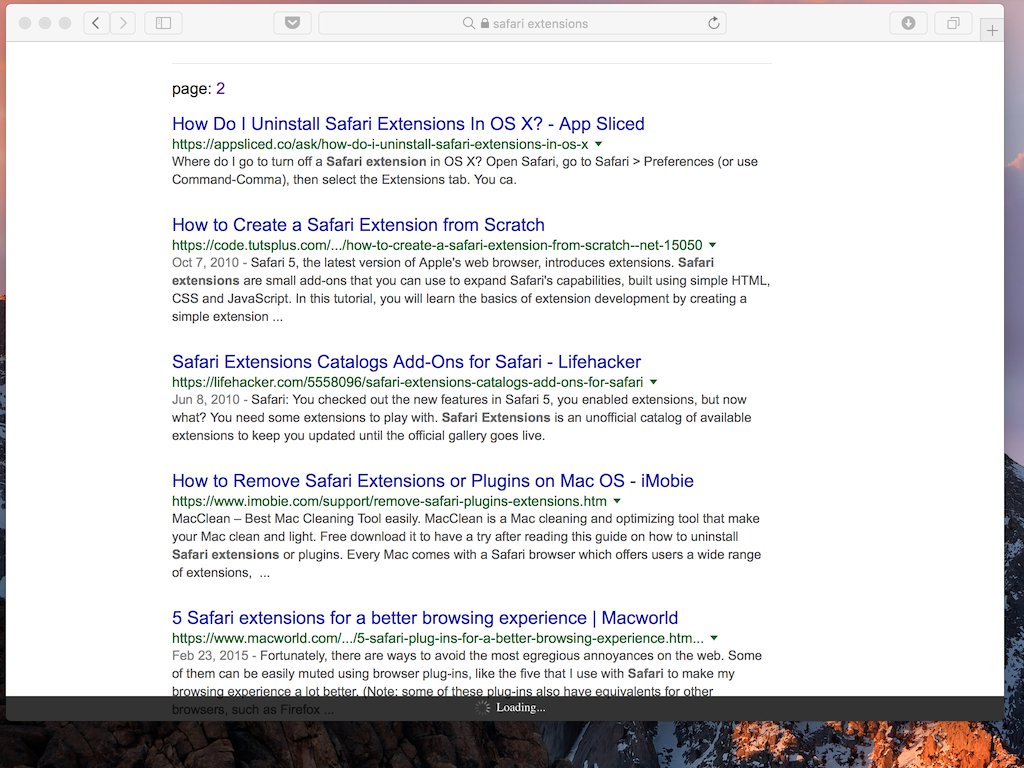 safari extensions
page: 2
How Do I Uninstall Safari Extensions In OS X? - App Sliced
https://appsliced.co/ask/how-do-i-uninstall-safari-extensions-in-os-x
Where do I go to turn off a Safari extension in OS X? Open Safari, go to Safari > Preferences (or use
Command-Comma), then select the Extensions tab. You ca.
How to Create a Safari Extension from Scratch
https://code.tutsplus.com/.../how-to-create-a-safari-extension-from-scratch--net-15050
Oct 7, 2010 - Safari 5, the latest version of Apple's web browser, introduces extensions. Safari
extensions are small add-ons that you can use to expand Safari's capabilities, built using simple HTML,
CSS and JavaScript. In this tutorial, you will learn the basics of extension development by creating a
simple extension ...
Safari Extensions Catalogs Add-Ons for Safari - Lifehacker
https://lifehacker.com/5558096/safari-extensions-catalogs-add-ons-for-safari
Jun 8, 2010 - Safari: You checked out the new features in Safari 5, you enabled extensions, but now
what? You need some extensions to play with. Safari Extensions is an unofficial catalog of available
extensions to keep you updated until the official gallery goes live.
How to Remove Safari Extensions or Plugins on Mac OS - iMobie
https://www.imobie.com/support/remove-safari-plugins-extensions.htm
MacClean – Best Mac Cleaning Tool easily. MacClean is a Mac cleaning and optimizing tool that make
your Mac clean and light. Free download it to have a try after reading this guide on how to uninstall
Safari extensions or plugins. Every Mac comes with a Safari browser which offers users a wide range
of extensions,  ...
5 Safari extensions for a better browsing experience | Macworld
https://www.macworld.com/.../5-safari-plug-ins-for-a-better-browsing-experience.htm...
Feb 23, 2015 - Fortunately, there are ways to avoid the most egregious annoyances on the web. Some
of them can be easily muted using browser plug-ins, like the five that I use with Safari to make my
browsing experience a lot better. (Note: some of these plug-ins also have equivalents for other
browsers, such as Firefox ...
Loading...